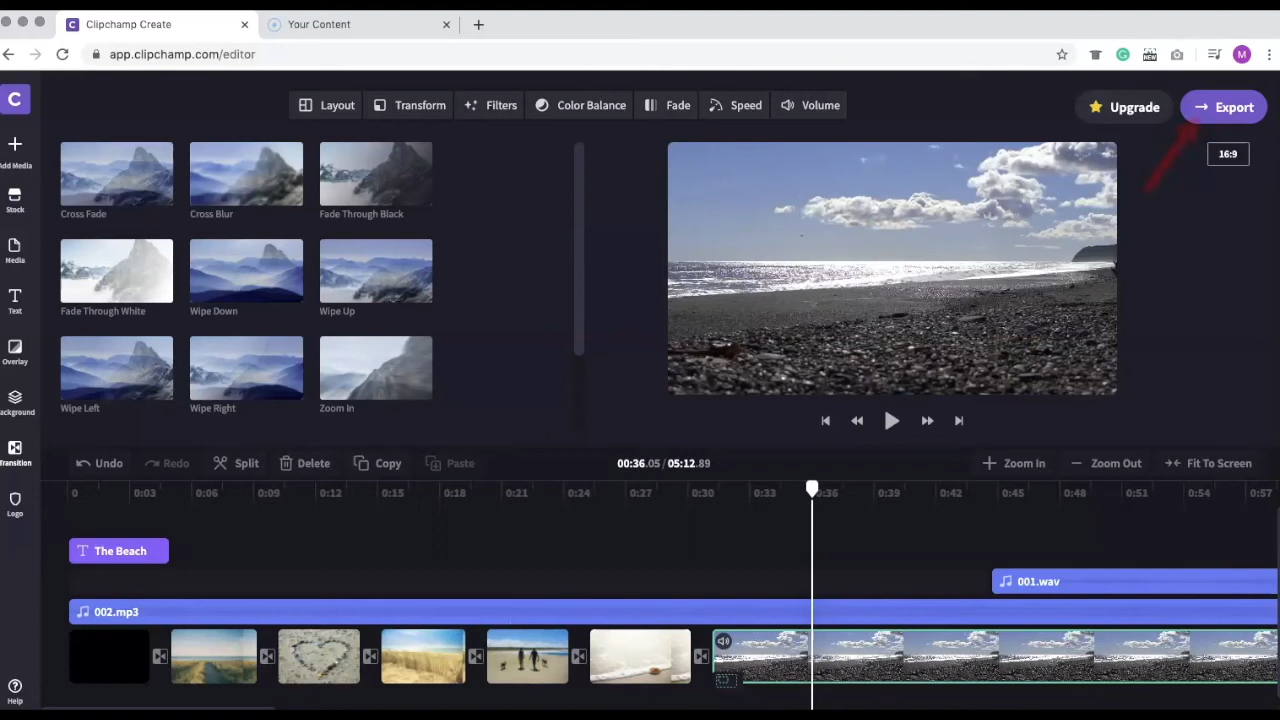 Clipchamp Create
Your Content
app.clipchamp.com/editor
NEW
M
C
Layout
Transform
Filters
Color Balance
Fade
Speed
Volume
Upgrade
Export
16:9
Add Media
Stock
Media
Text
Overlay
ackground
Transition
Logo
Help
Cross Fade
Cross Blur
Fade Through Black
Fade Through White
Wipe Down
Wipe Up
Wipe Left
Wipe Right
Zoom In
Undo
Redo
Split
Delete
Copy
Paste
00:36.05 / 05:12.89
Zoom In
Zoom Out
Fit To Screen
0 0:03 0:06 0:09 0:12 0:15 0:18 0:21 0:24 0:27 0:30 0:33 0:36 0:39 0:42 0:45 0:48 0:51 0:54 0:57
The Beach
001.wav
002.mp3